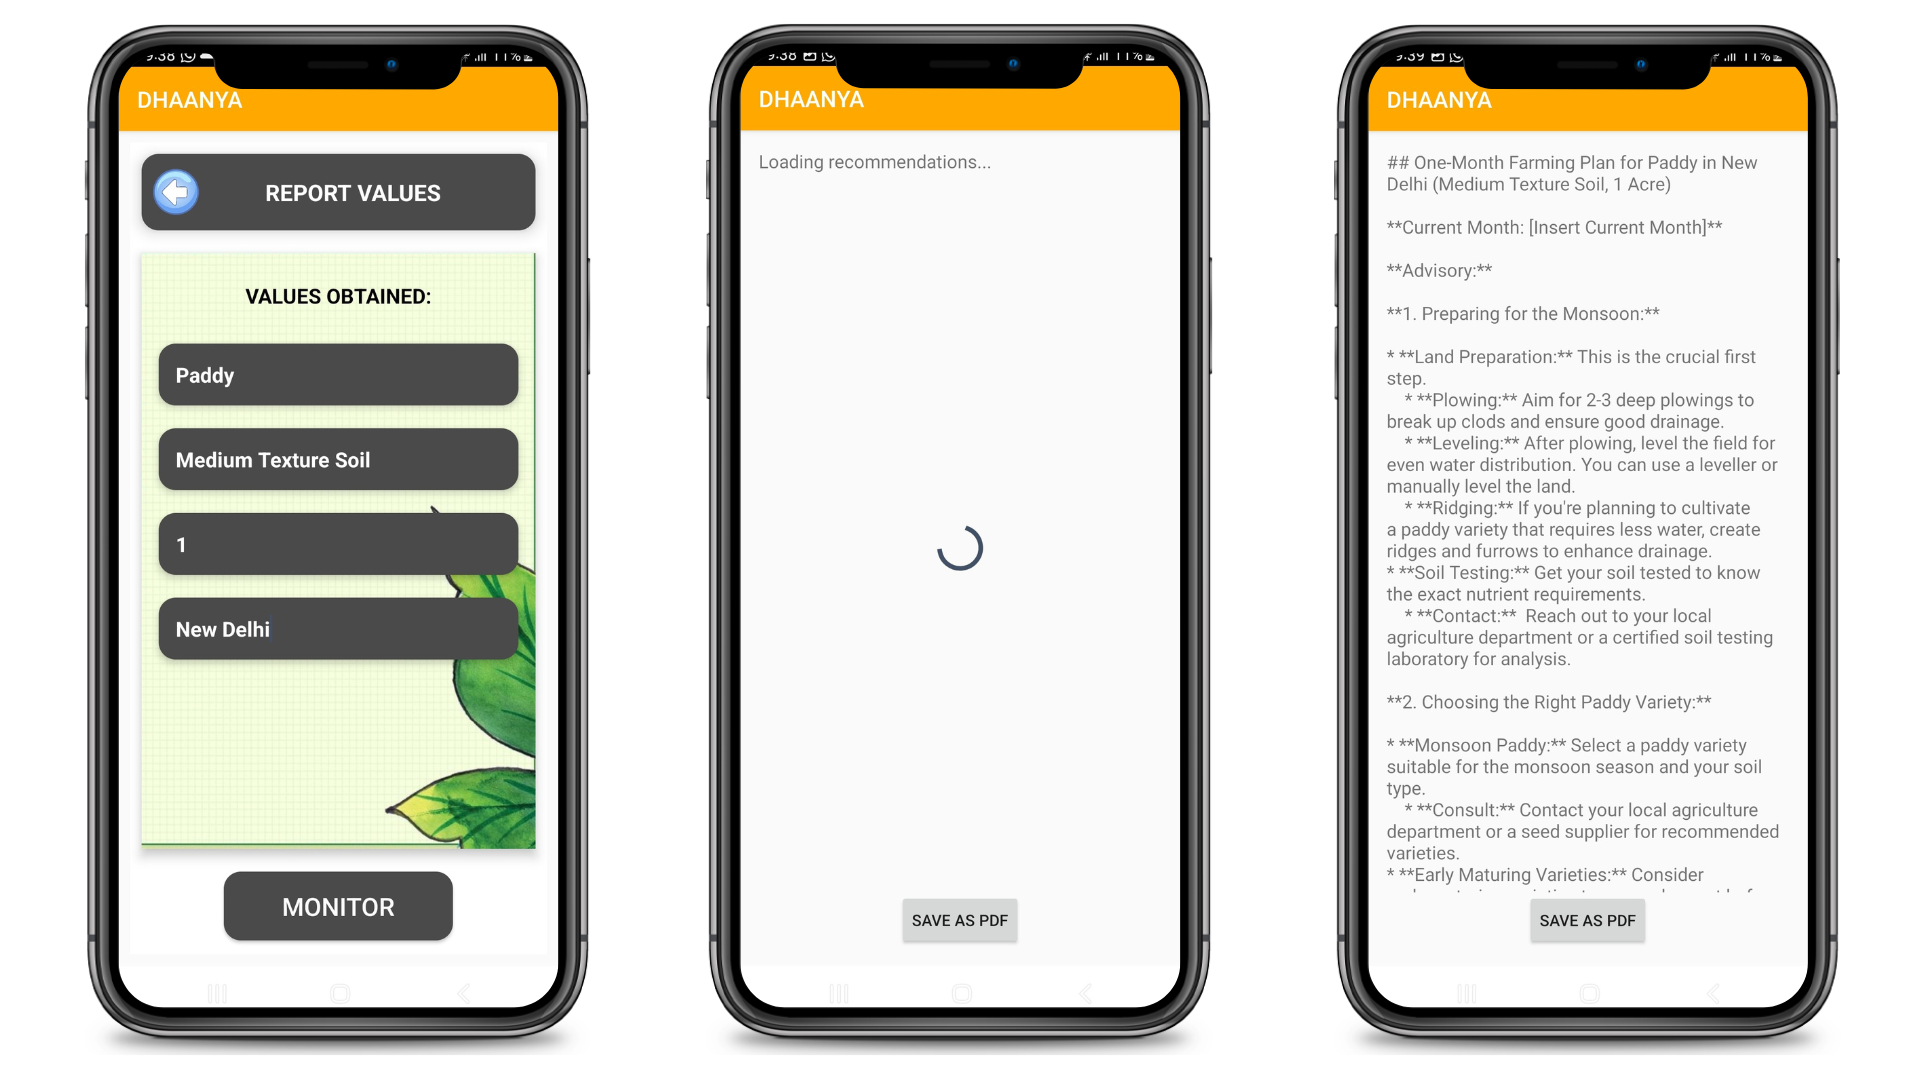 9:38 11%
DHAANYA
REPORT VALUES
VALUES OBTAINED:
Paddy
Medium Texture Soil
1
New Delhi
MONITOR
9:38 11%
DHAANYA
Loading recommendations...
SAVE AS PDF
9:39 11%
DHAANYA
## One-Month Farming Plan for Paddy in New
Delhi (Medium Texture Soil, 1 Acre)
**Current Month: [Insert Current Month]**
**Advisory:**
**1. Preparing for the Monsoon:**
* **Land Preparation:** This is the crucial first
step.
* **Plowing:** Aim for 2-3 deep plowings to
break up clods and ensure good drainage.
* **Leveling:** After plowing, level the field for
even water distribution. You can use a leveller or
manually level the land.
* **Ridging:** If you're planning to cultivate
a paddy variety that requires less water, create
ridges and furrows to enhance drainage.
* **Soil Testing:** Get your soil tested to know
the exact nutrient requirements.
* **Contact:** Reach out to your local
agriculture department or a certified soil testing
laboratory for analysis.
**2. Choosing the Right Paddy Variety:**
* **Monsoon Paddy:** Select a paddy variety
suitable for the monsoon season and your soil
type.
* **Consult:** Contact your local agriculture
department or a seed supplier for recommended
varieties.
* **Early Maturing Varieties:** Consider
SAVE AS PDF